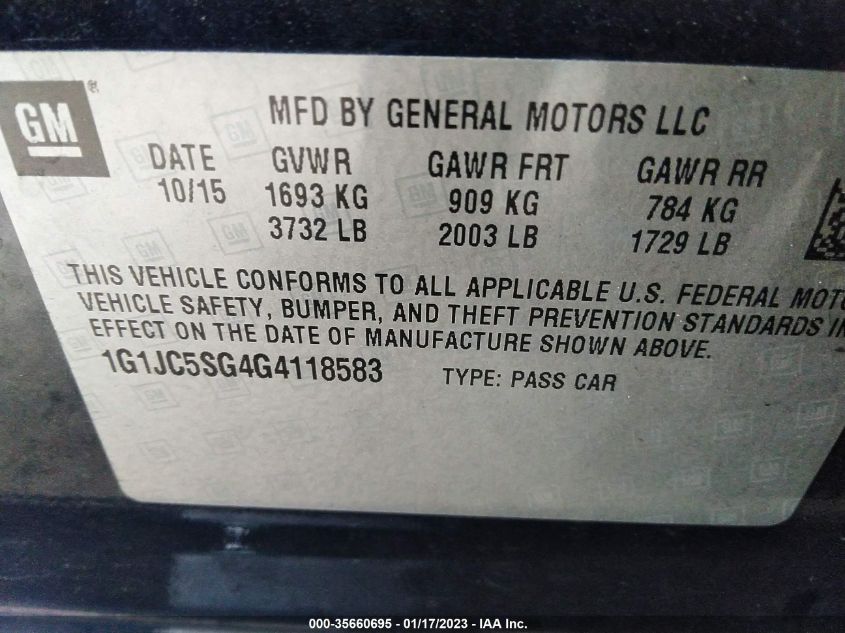 GM®
MFD BY GENERAL MOTORS LLC
DATE GVWR GAWR FRT GAWR RR
10/15 1693 KG 909 KG 784 KG
3732 LB 2003 LB 1729 LB
THIS VEHICLE CONFORMS TO ALL APPLICABLE U.S. FEDERAL MOTO
VEHICLE SAFETY, BUMPER, AND THEFT PREVENTION STANDARDS IN
EFFECT ON THE DATE OF MANUFACTURE SHOWN ABOVE.
1G1JC5SG4G4118583 TYPE: PASS CAR
000-35660695 - 01/17/2023 - IAA Inc.